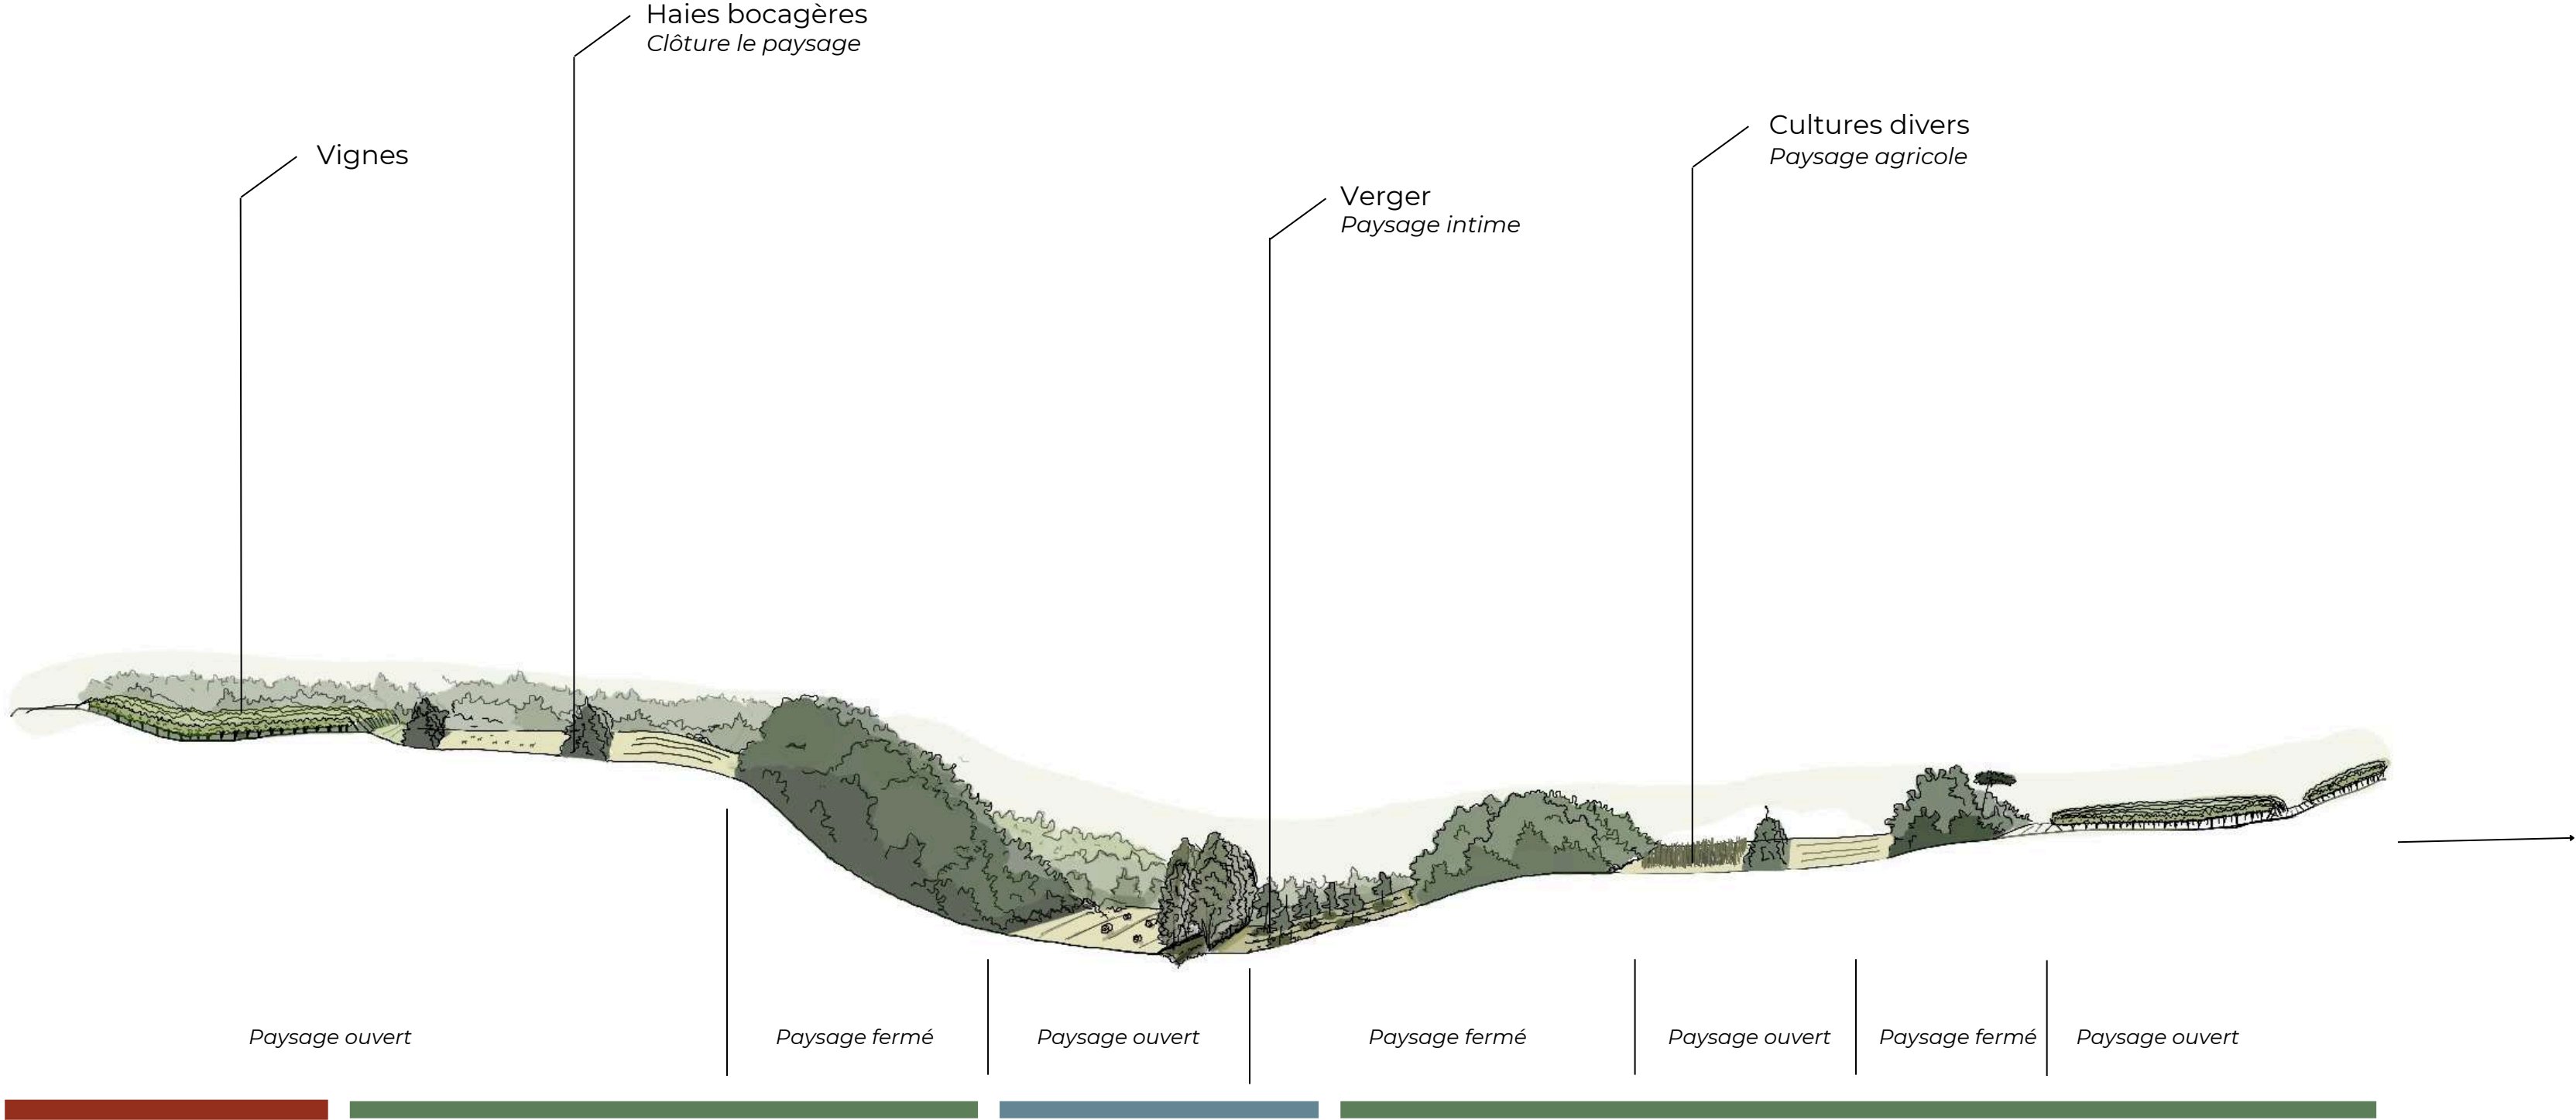 Haies bocagères
Clôture le paysage
Vignes
Cultures divers
Paysage agricole
Verger
Paysage intime
Paysage ouvert
Paysage fermé
Paysage ouvert
Paysage fermé
Paysage ouvert
Paysage fermé
Paysage ouvert